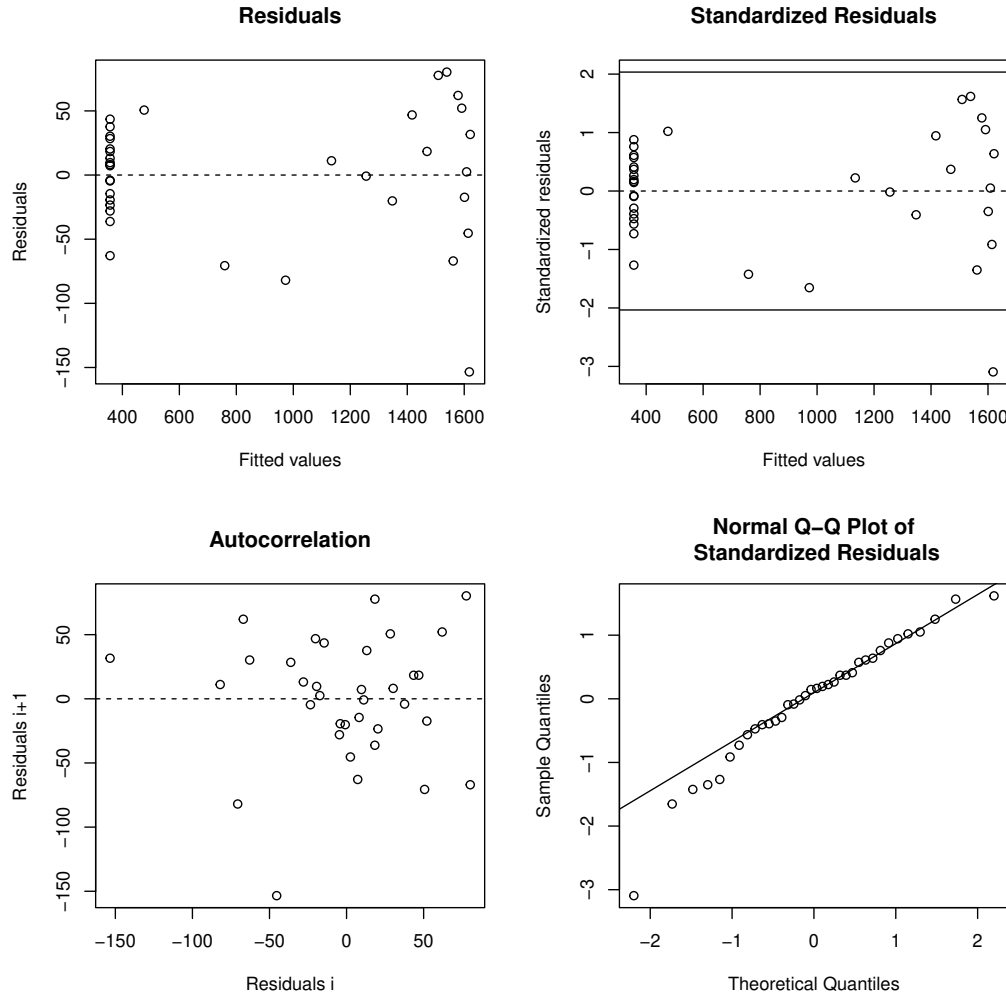 Residuals
Residuals
50
0
−50
−100
−150
400 600 800 1000 1200 1400 1600
Fitted values
Standardized Residuals
Standardized residuals
2
1
0
−1
−2
−3
400 600 800 1000 1200 1400 1600
Fitted values
Autocorrelation
Residuals i+1
50
0
−50
−100
−150
−150 −100 −50 0 50
Residuals i
Normal Q−Q Plot of
Standardized Residuals
Sample Quantiles
1
0
−1
−2
−3
−2 −1 0 1 2
Theoretical Quantiles